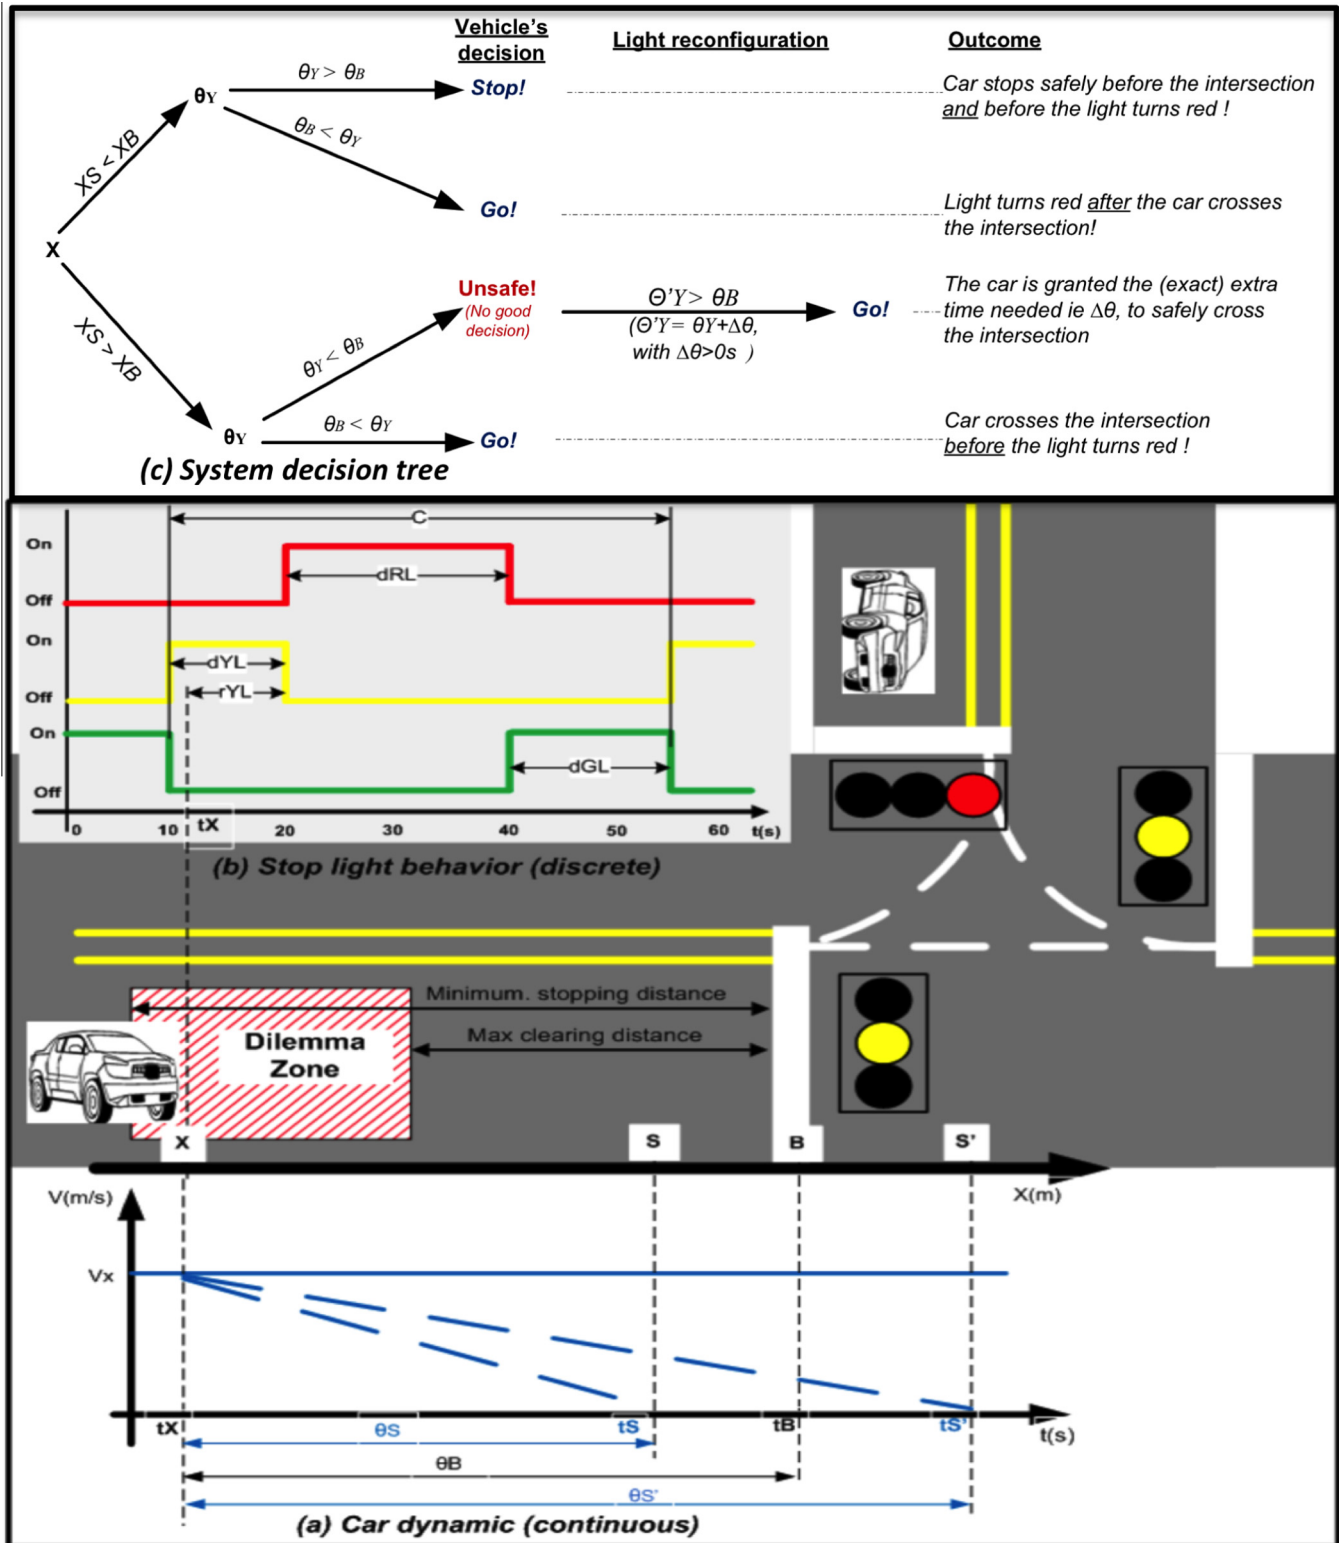 Vehicle's
decision
Light reconfiguration
Outcome
θY > θB
θY
Stop!
Car stops safely before the intersection
and before the light turns red !
θB < θY
XS < XB
Go!
Light turns red after the car crosses
the intersection!
X
Unsafe!
(No good
decision)
Θ'Y> θB
(Θ'Y= θY+Δθ,
with Δθ>0s )
Go!
The car is granted the (exact) extra
time needed ie Δθ, to safely cross
the intersection
XS > XB
θY < θB
θY
θB < θY
Go!
Car crosses the intersection
before the light turns red !
(c) System decision tree
C
On
dRL
Off
On
dYL
rYL
Off
On
dGL
Off
0 10 tX 20 30 40 50 60 t(s)
(b) Stop light behavior (discrete)
Minimum. stopping distance
Max clearing distance
Dilemma
Zone
X S B S'
X(m)
V(m/s)
Vx
tX tS tB tS' t(s)
θS
θB
θS'
(a) Car dynamic (continuous)